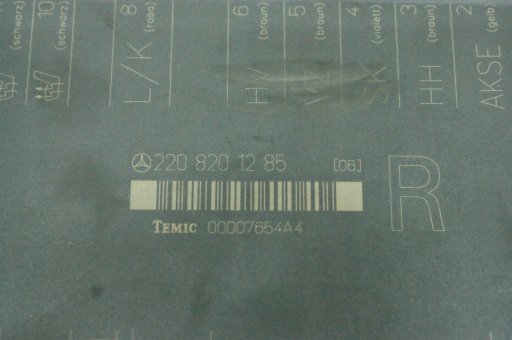 10 (schwarz)
(schwarz)
8 (rosa)
L/K
6 (braun)
HV
5 (braun)
4 (violett)
SK
3 (braun)
HH
2 (gelb)
AKSE
220 820 12 85 [06]
R
TEMIC 00007654A4